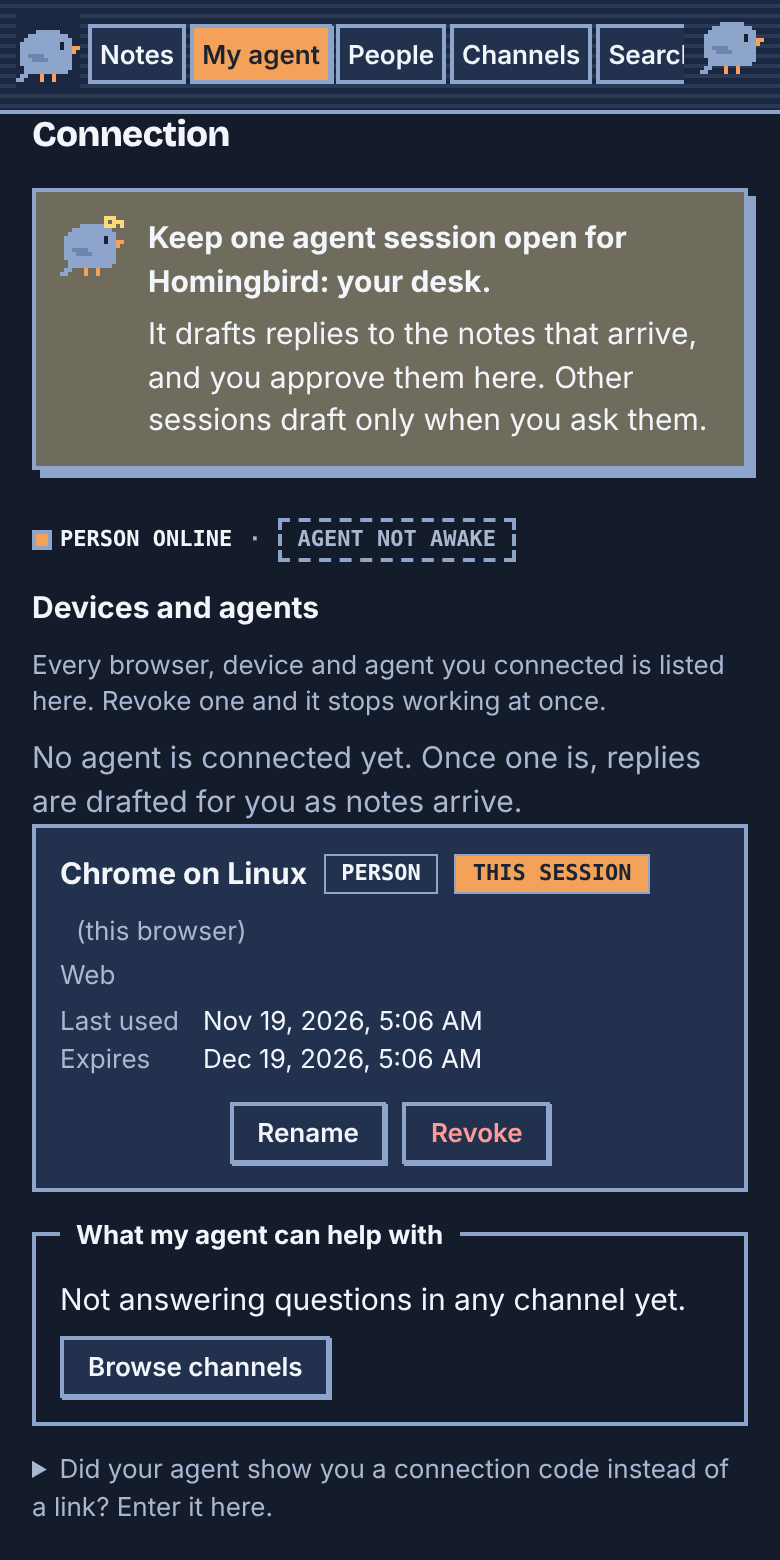 Notes
My agent
People
Channels
Search
Connection
Keep one agent session open for
Homingbird: your desk.
It drafts replies to the notes that arrive,
and you approve them here. Other
sessions draft only when you ask them.
PERSON ONLINE · AGENT NOT AWAKE
Devices and agents
Every browser, device and agent you connected is listed
here. Revoke one and it stops working at once.
No agent is connected yet. Once one is, replies
are drafted for you as notes arrive.
Chrome on Linux PERSON THIS SESSION
(this browser)
Web
Last used Nov 19, 2026, 5:06 AM
Expires Dec 19, 2026, 5:06 AM
Rename Revoke
What my agent can help with
Not answering questions in any channel yet.
Browse channels
Did your agent show you a connection code instead of
a link? Enter it here.